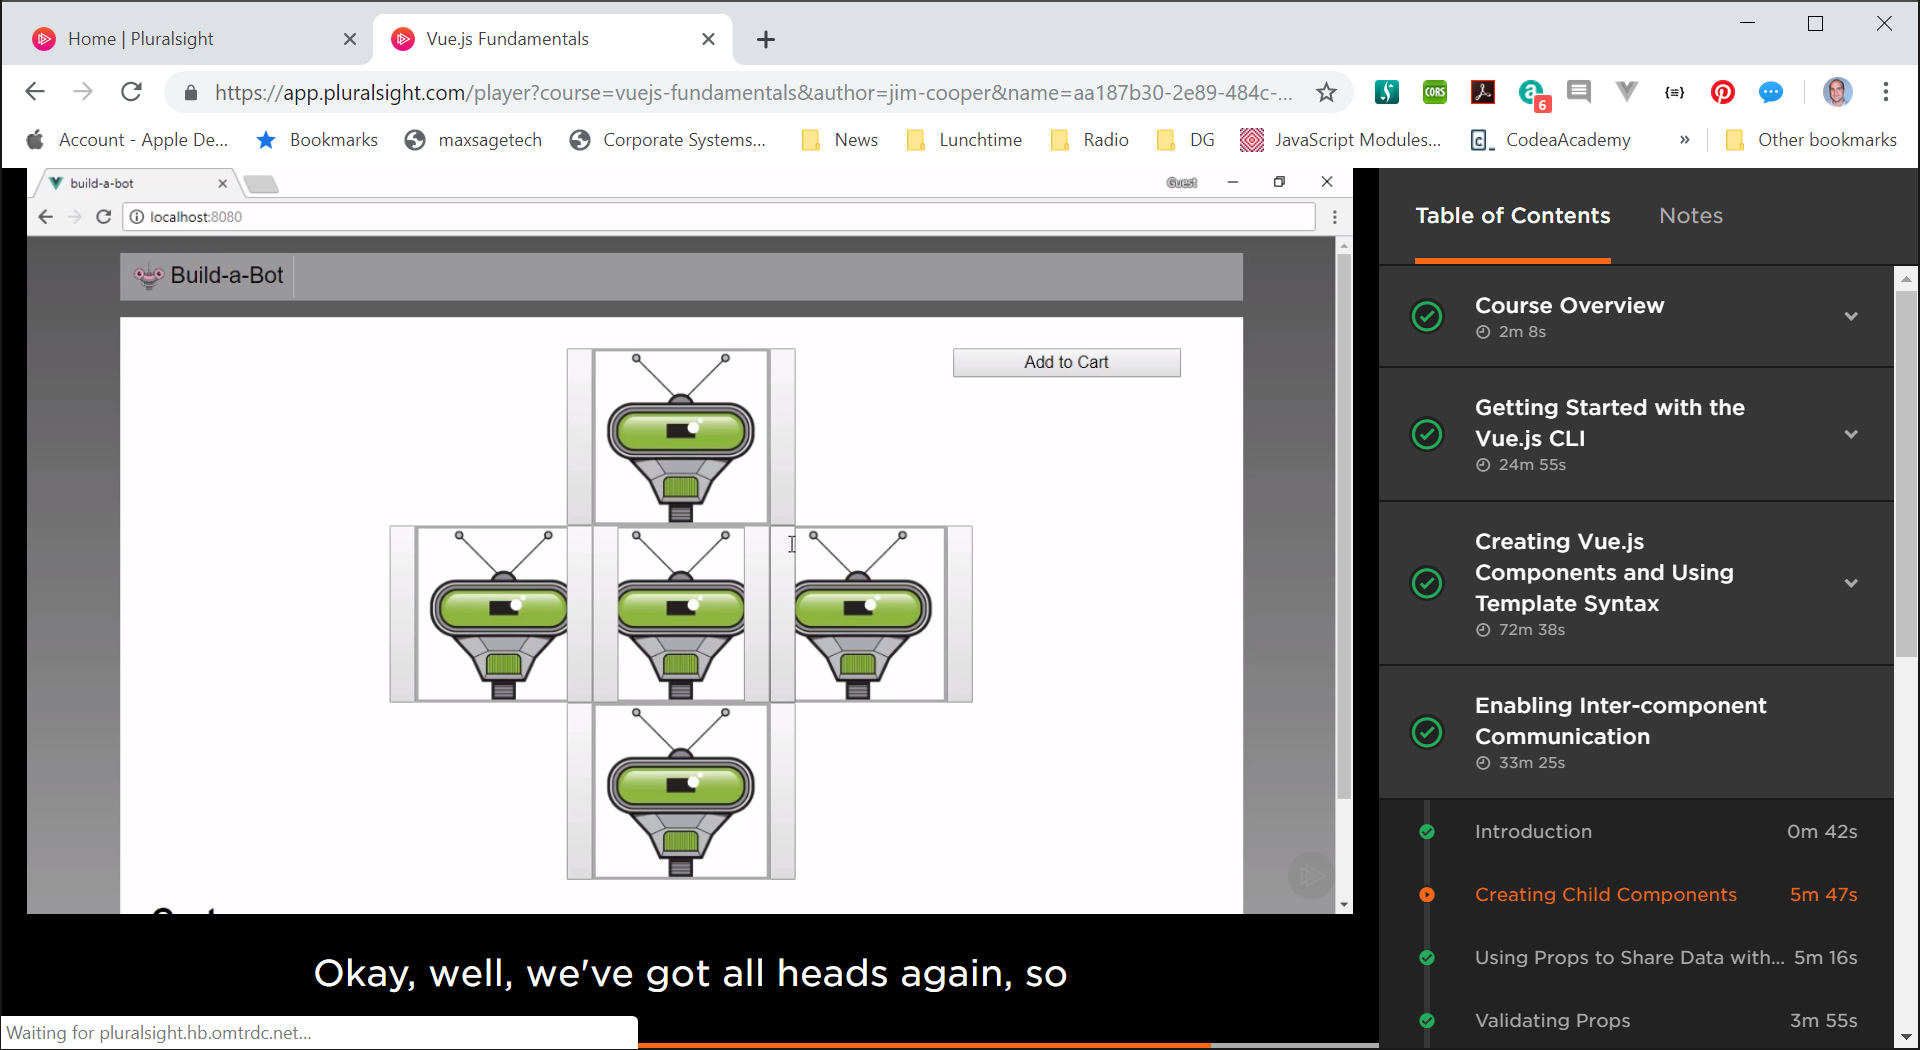 Home | Pluralsight
Vue.js Fundamentals
https://app.pluralsight.com/player?course=vuejs-fundamentals&author=jim-cooper&name=aa187b30-2e89-484c-...
CORS
6
{≡}
Account - Apple De...
Bookmarks
maxsagetech
Corporate Systems...
News
Lunchtime
Radio
DG
JavaScript Modules...
CodeaAcademy
»
Other bookmarks
build-a-bot
Guest
localhost:8080
Build-a-Bot
Add to Cart
Okay, well, we've got all heads again, so
Waiting for pluralsight.hb.omtrdc.net...
Table of Contents
Notes
Course Overview
2m 8s
Getting Started with the
Vue.js CLI
24m 55s
Creating Vue.js
Components and Using
Template Syntax
72m 38s
Enabling Inter-component
Communication
33m 25s
Introduction 0m 42s
Creating Child Components 5m 47s
Using Props to Share Data with... 5m 16s
Validating Props 3m 55s